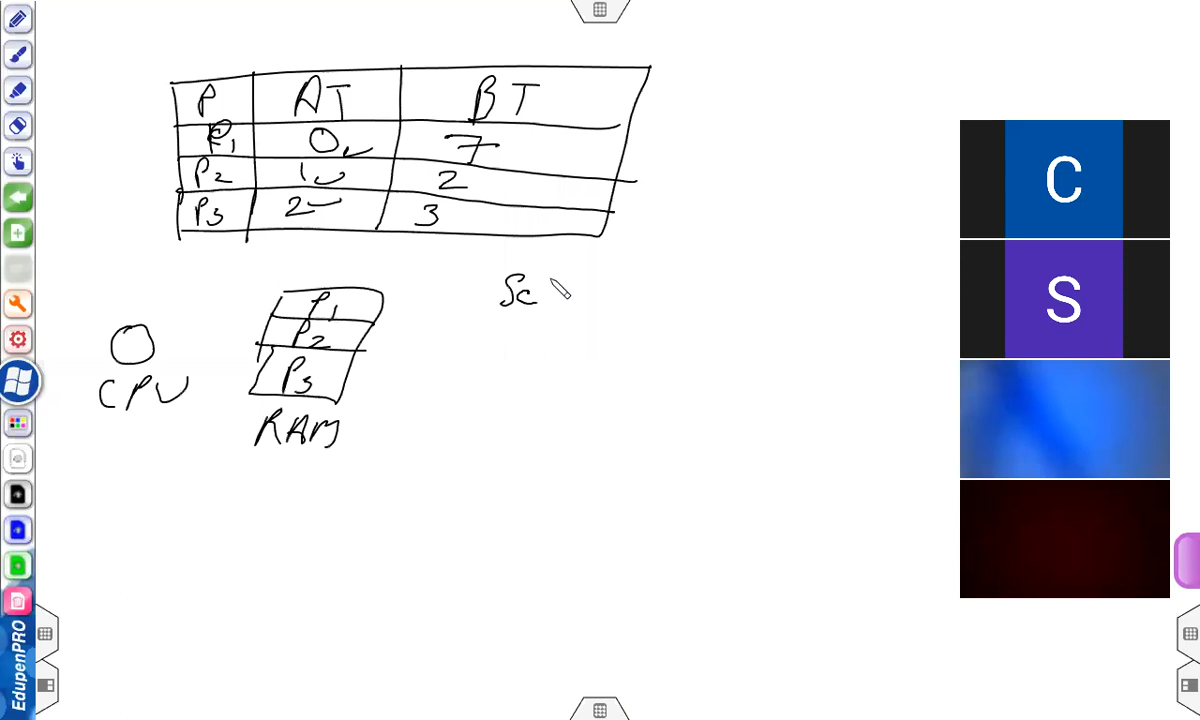 P AT BT
P1 0 7
P2 1 2
P3 2 3
Sc
P1
P2
P3
CPU
RAM
C
S
EdupenPRO